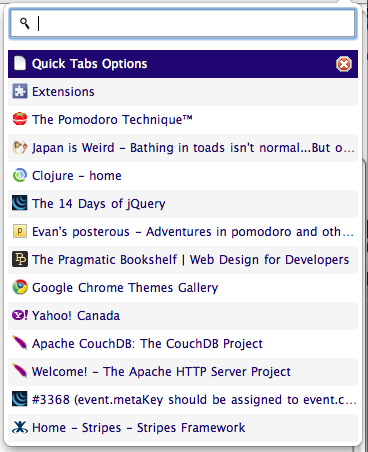 Quick Tabs Options
Extensions
The Pomodoro Technique™
Japan is Weird – Bathing in toads isn't normal...But o...
Clojure – home
The 14 Days of jQuery
Evan's posterous – Adventures in pomodoro and oth...
The Pragmatic Bookshelf | Web Design for Developers
Google Chrome Themes Gallery
Yahoo! Canada
Apache CouchDB: The CouchDB Project
Welcome! – The Apache HTTP Server Project
#3368 (event.metaKey should be assigned to event.c...
Home – Stripes – Stripes Framework